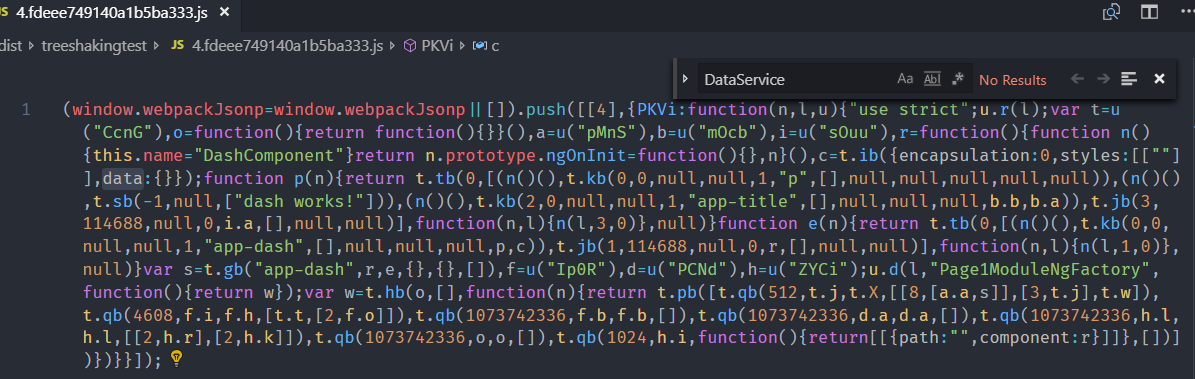 JS 4.fdeee749140a1b5ba333.js ×
dist › treeshakingtest › JS 4.fdeee749140a1b5ba333.js › PKVi › c
DataService Aa Abl .* No Results
1 (window.webpackJsonp=window.webpackJsonp||[]).push([[4],{PKVi:function(n,l,u){"use strict";u.r(l);var t=u
("CcnG"),o=function(){return function(){}}(),a=u("pMnS"),b=u("mOcb"),i=u("sOuu"),r=function(){function n()
{this.name="DashComponent"}return n.prototype.ngOnInit=function(){},n}(),c=t.ib({encapsulation:0,styles:[[""]
],data:{}});function p(n){return t.tb(0,[(n()(),t.kb(0,0,null,null,1,"p",[],null,null,null,null,null)),(n()()
,t.sb(-1,null,["dash works!"])),(n()(),t.kb(2,0,null,null,1,"app-title",[],null,null,null,b.b,b.a)),t.jb(3,
114688,null,0,i.a,[],null,null)],function(n,l){n(l,3,0)},null)}function e(n){return t.tb(0,[(n()(),t.kb(0,0,
null,null,1,"app-dash",[],null,null,null,p,c)),t.jb(1,114688,null,0,r,[],null,null)],function(n,l){n(l,1,0)},
null)}var s=t.gb("app-dash",r,e,{},{},[]),f=u("Ip0R"),d=u("PCNd"),h=u("ZYCi");u.d(l,"Page1ModuleNgFactory",
function(){return w});var w=t.hb(o,[],function(n){return t.pb([t.qb(512,t.j,t.X,[[8,[a.a,s]],[3,t.j],t.w]),
t.qb(4608,f.i,f.h,[t.t,[2,f.o]]),t.qb(1073742336,f.b,f.b,[]),t.qb(1073742336,d.a,d.a,[]),t.qb(1073742336,h.l,
h.l,[[2,h.r],[2,h.k]]),t.qb(1073742336,o,o,[]),t.qb(1024,h.i,function(){return[[{path:"",component:r}]]},[])]
)})}}]);